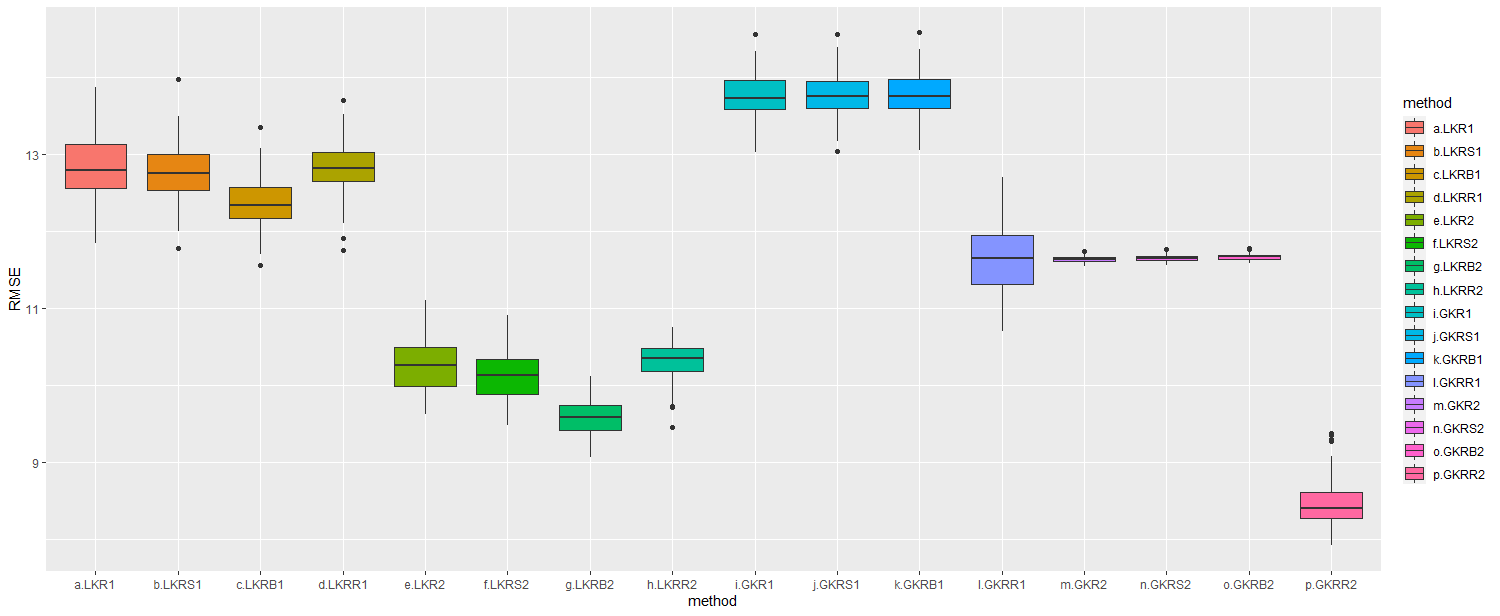 RMSE
13
11
9
a.LKR1 b.LKRS1 c.LKRB1 d.LKRR1 e.LKR2 f.LKRS2 g.LKRB2 h.LKRR2 i.GKR1 j.GKRS1 k.GKRB1 l.GKRR1 m.GKR2 n.GKRS2 o.GKRB2 p.GKRR2
method
method
a.LKR1
b.LKRS1
c.LKRB1
d.LKRR1
e.LKR2
f.LKRS2
g.LKRB2
h.LKRR2
i.GKR1
j.GKRS1
k.GKRB1
l.GKRR1
m.GKR2
n.GKRS2
o.GKRB2
p.GKRR2